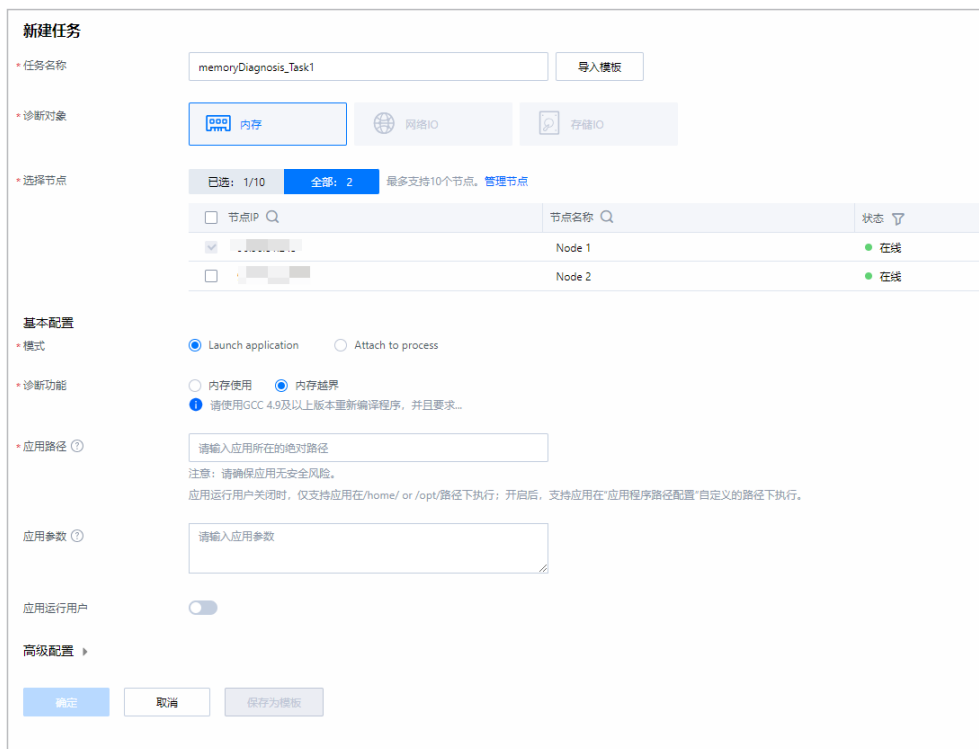 新建任务
*任务名称 memoryDiagnosis_Task1 导入模板
*诊断对象 内存 网络IO 存储IO
*选择节点 已选：1/10 全部：2 最多支持10个节点。管理节点
节点IP 节点名称 状态
Node 1 在线
Node 2 在线
基本配置
*模式 Launch application Attach to process
*诊断功能 内存使用 内存越界
请使用GCC 4.9及以上版本重新编译程序，并且要求...
*应用路径 请输入应用所在的绝对路径
注意：请确保应用无安全风险。
应用运行用户关闭时，仅支持应用在/home/ or /opt/路径下执行；开启后，支持应用在"应用程序路径配置"自定义的路径下执行。
应用参数 请输入应用参数
应用运行用户
高级配置
确定 取消 保存为模板